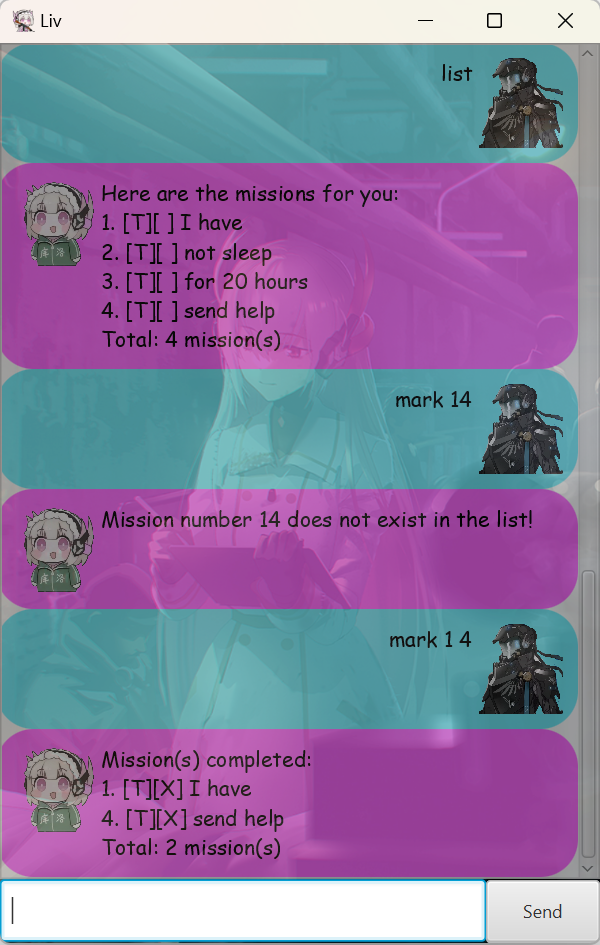 Liv
list
Here are the missions for you:
1. [T][ ] I have
2. [T][ ] not sleep
3. [T][ ] for 20 hours
4. [T][ ] send help
Total: 4 mission(s)
mark 14
Mission number 14 does not exist in the list!
mark 1 4
Mission(s) completed:
1. [T][X] I have
4. [T][X] send help
Total: 2 mission(s)
Send